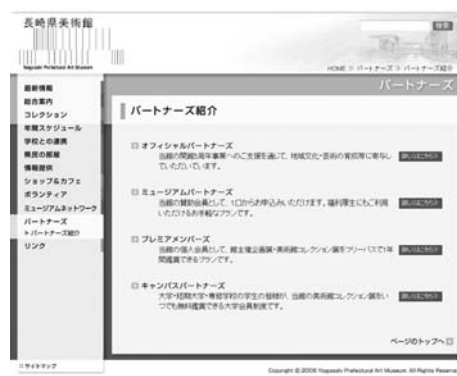 長崎県美術館
Nagasaki Prefectural Art Museum
検索
HOME > パートナーズ > パートナーズ紹介
パートナーズ
最新情報
総合案内
コレクション
年間スケジュール
学校との連携
県民の部屋
情報提供
ショップ&カフェ
ボランティア
ミュージアムネットワーク
パートナーズ
パートナーズ紹介
リンク
サイトマップ
パートナーズ紹介
オフィシャルパートナーズ
当館の開館5周年事業へのご支援を通じて、地域文化・芸術の育成等に寄与し
ていただいています。
詳しくはこちら
ミュージアムパートナーズ
当館の賛助会員として、1口からお申込みいただけます。福利厚生にもご利用
いただけるお手軽なプランです。
詳しくはこちら
プレミアメンバーズ
当館の個人会員として、館主催企画展・美術館コレクション展をフリーパスで1年
間鑑賞できるプランです。
詳しくはこちら
キャンパスパートナーズ
大学・短期大学・専修学校の学生の皆様が、当館の美術館コレクション展をい
つでも無料鑑賞できる大学会員制度です。
詳しくはこちら
ページのトップへ
Copyright © 2005 Nagasaki Prefectural Art Museum. All Rights Reserve